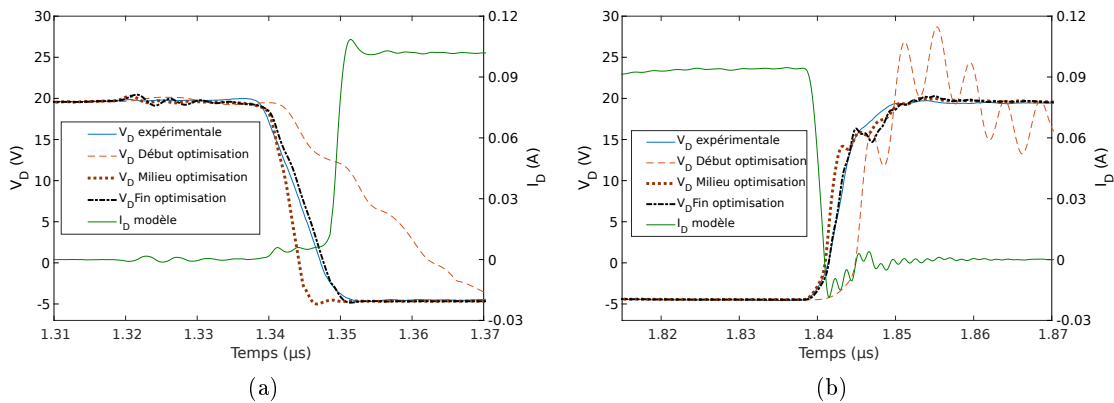 30
25
20
15
10
5
0
-5
V_D (V)
0.12
0.09
0.06
0.03
0
-0.03
I_D (A)
V_D expérimentale
V_D Début optimisation
V_D Milieu optimisation
V_D Fin optimisation
I_D modèle
1.31 1.32 1.33 1.34 1.35 1.36 1.37
Temps (µs)
(a)
30
25
20
15
10
5
0
-5
V_D (V)
0.12
0.09
0.06
0.03
0
-0.03
I_D (A)
V_D expérimentale
V_D Début optimisation
V_D Milieu optimisation
V_D Fin optimisation
I_D modèle
1.82 1.83 1.84 1.85 1.86 1.87
Temps (µs)
(b)